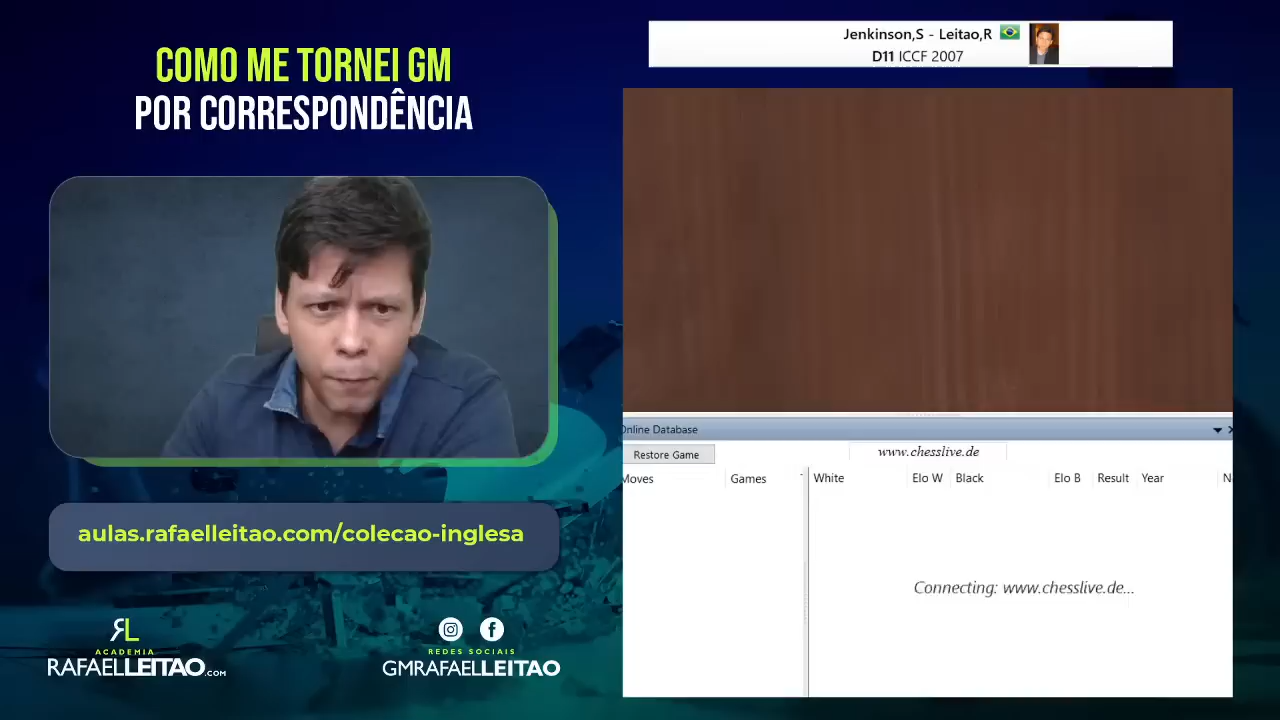 COMO ME TORNEI GM
POR CORRESPONDÊNCIA
aulas.rafaelleitao.com/colecao-inglesa
RL
ACADEMIA
RAFAELLEITAO.COM
REDES SOCIAIS
GMRAFAELLEITAO
Jenkinson,S - Leitao,R
D11 ICCF 2007
Online Database
Restore Game
www.chesslive.de
Moves Games White Elo W Black Elo B Result Year
Connecting: www.chesslive.de...